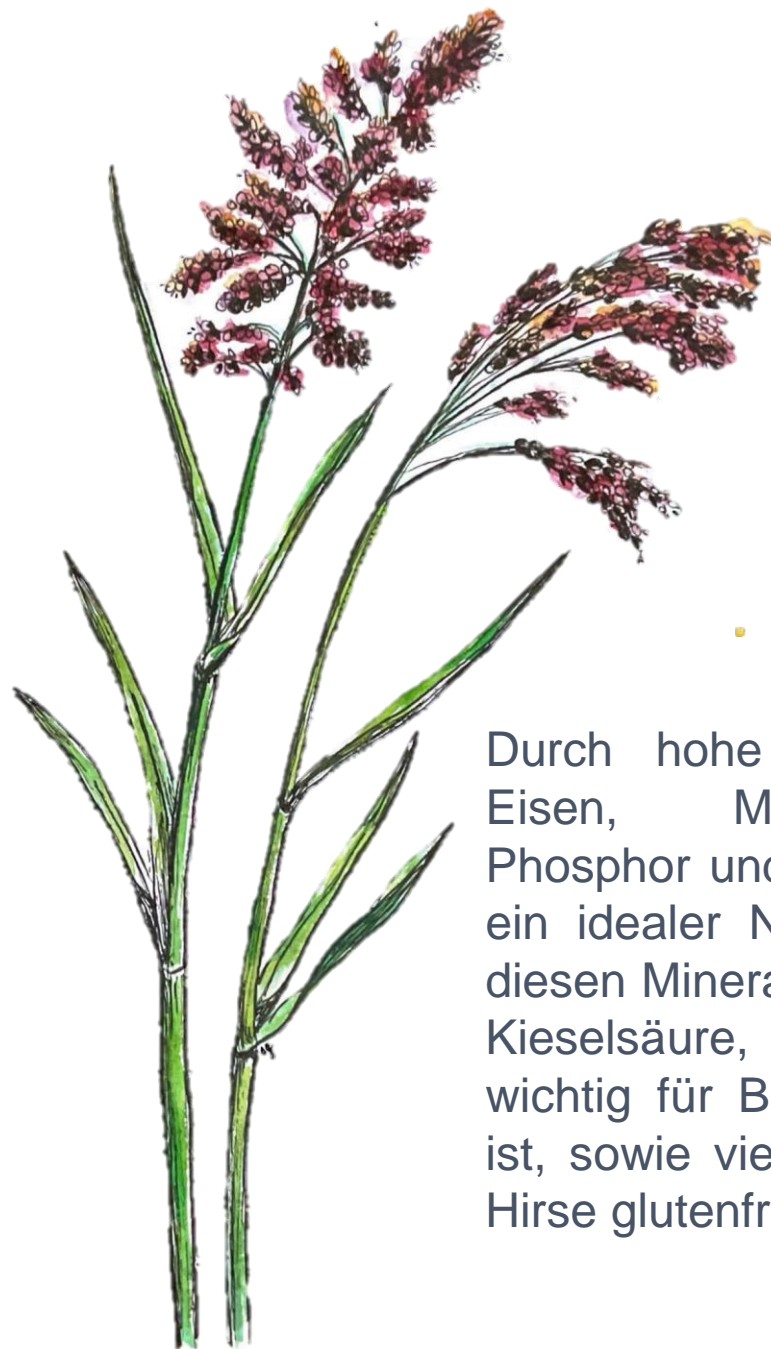 Durch hohe
Eisen, M
Phosphor und
ein idealer N
diesen Minera
Kieselsäure,
wichtig für B
ist, sowie vie
Hirse glutenfr